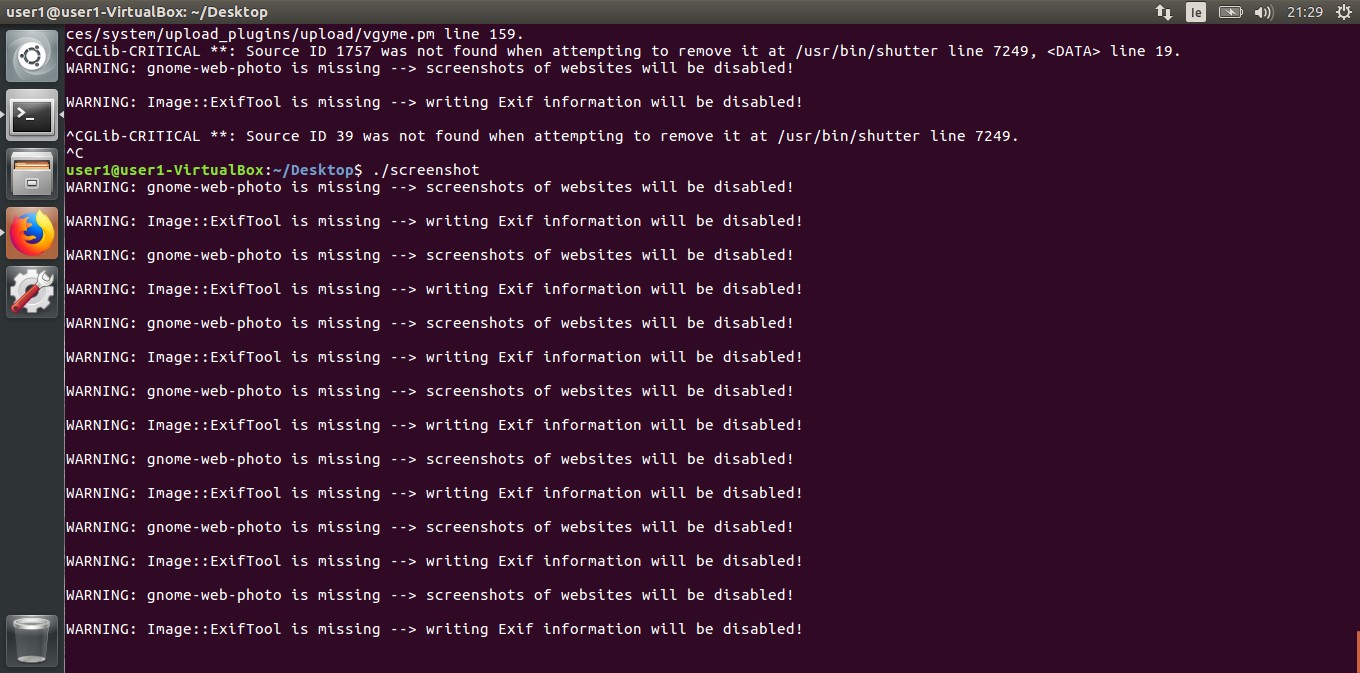 user1@user1-VirtualBox: ~/Desktop
Ie
21:29
ces/system/upload_plugins/upload/vgyme.pm line 159.
^CGLib-CRITICAL **: Source ID 1757 was not found when attempting to remove it at /usr/bin/shutter line 7249, <DATA> line 19.
WARNING: gnome-web-photo is missing --> screenshots of websites will be disabled!
WARNING: Image::ExifTool is missing --> writing Exif information will be disabled!
^CGLib-CRITICAL **: Source ID 39 was not found when attempting to remove it at /usr/bin/shutter line 7249.
^C
user1@user1-VirtualBox:~/Desktop$ ./screenshot
WARNING: gnome-web-photo is missing --> screenshots of websites will be disabled!
WARNING: Image::ExifTool is missing --> writing Exif information will be disabled!
WARNING: gnome-web-photo is missing --> screenshots of websites will be disabled!
WARNING: Image::ExifTool is missing --> writing Exif information will be disabled!
WARNING: gnome-web-photo is missing --> screenshots of websites will be disabled!
WARNING: Image::ExifTool is missing --> writing Exif information will be disabled!
WARNING: gnome-web-photo is missing --> screenshots of websites will be disabled!
WARNING: Image::ExifTool is missing --> writing Exif information will be disabled!
WARNING: gnome-web-photo is missing --> screenshots of websites will be disabled!
WARNING: Image::ExifTool is missing --> writing Exif information will be disabled!
WARNING: gnome-web-photo is missing --> screenshots of websites will be disabled!
WARNING: Image::ExifTool is missing --> writing Exif information will be disabled!
WARNING: gnome-web-photo is missing --> screenshots of websites will be disabled!
WARNING: Image::ExifTool is missing --> writing Exif information will be disabled!